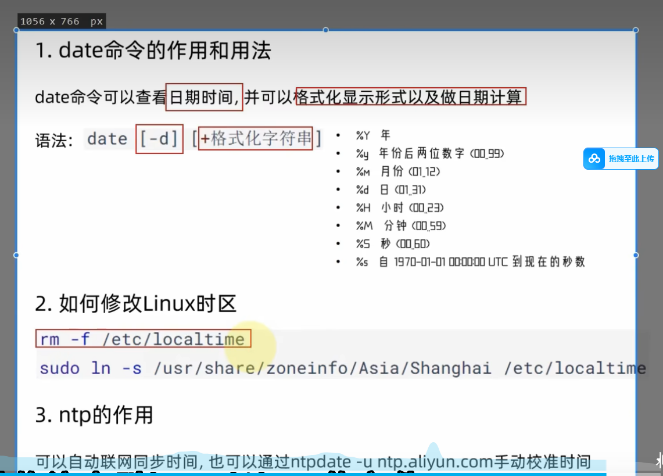 1056 x 766 px
1. date命令的作用和用法
date命令可以查看日期时间, 并可以格式化显示形式以及做日期计算
语法: date [-d] [+格式化字符串]
• %Y 年
• %y 年份后两位数字 (00..99)
• %m 月份 (01..12)
• %d 日 (01..31)
• %H 小时 (00..23)
• %M 分钟 (00..59)
• %S 秒 (00..60)
• %s 自 1970-01-01 00:00:00 UTC 到现在的秒数
拖拽至此上传
2. 如何修改Linux时区
rm -f /etc/localtime
sudo ln -s /usr/share/zoneinfo/Asia/Shanghai /etc/localtime
3. ntp的作用
可以自动联网同步时间, 也可以通过ntpdate -u ntp.aliyun.com手动校准时间